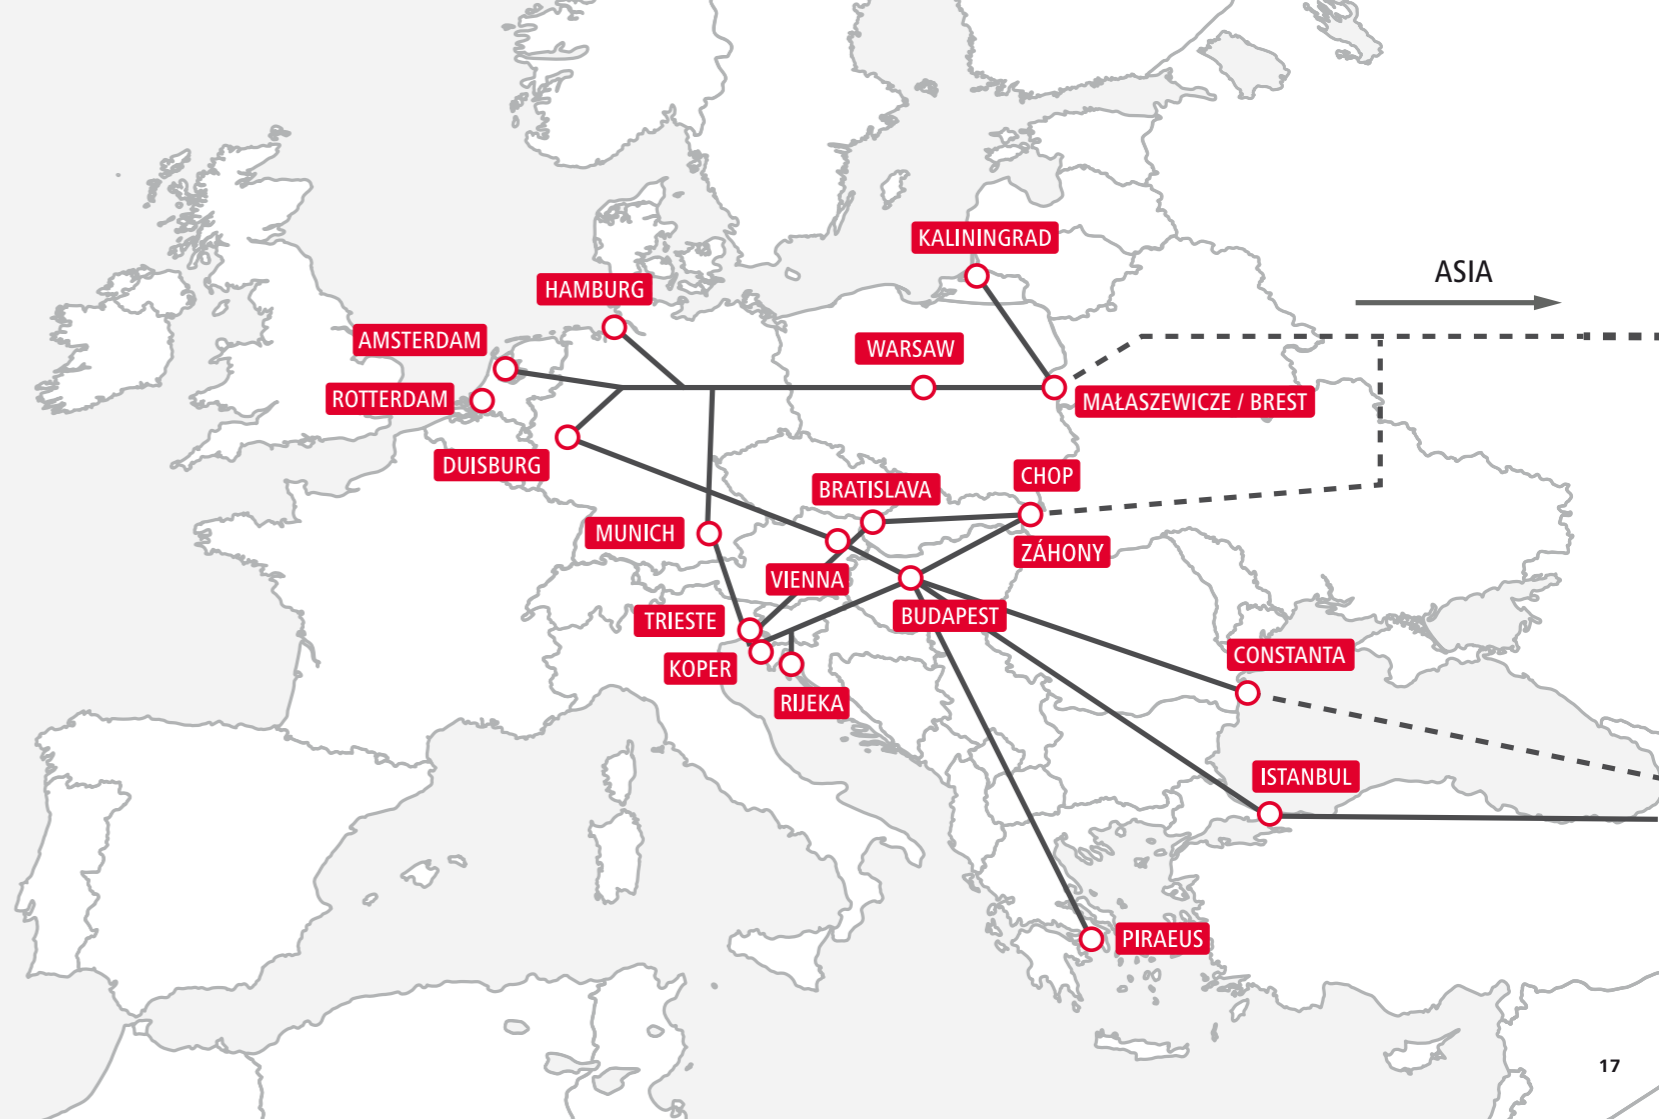 KALININGRAD
ASIA
HAMBURG
AMSTERDAM
WARSAW
ROTTERDAM
MAŁASZEWICZE / BREST
DUISBURG
CHOP
BRATISLAVA
MUNICH
ZÁHONY
VIENNA
BUDAPEST
TRIESTE
CONSTANTA
KOPER
RIJEKA
ISTANBUL
PIRAEUS
17